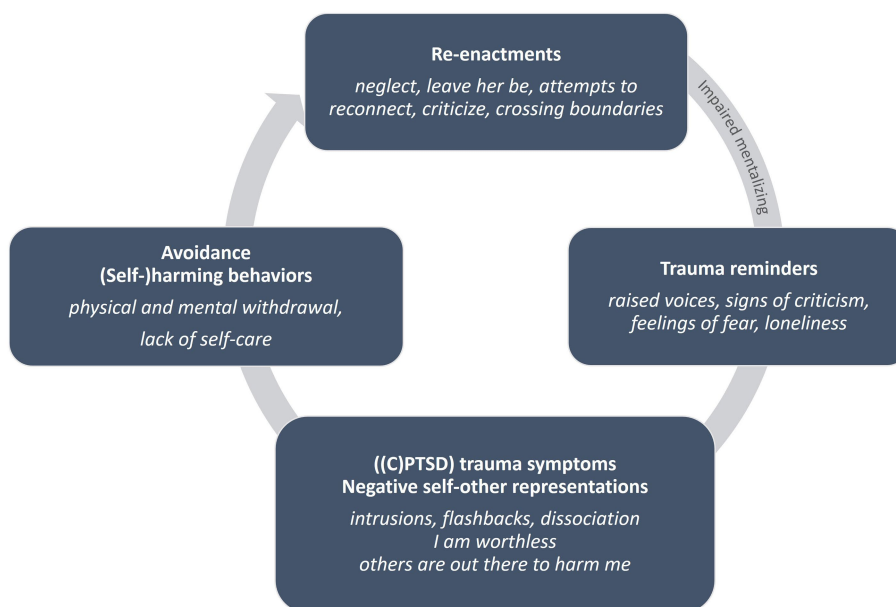 Re-enactments
neglect, leave her be, attempts to
reconnect, criticize, crossing boundaries
Impaired mentalizing
Trauma reminders
raised voices, signs of criticism,
feelings of fear, loneliness
((C)PTSD) trauma symptoms
Negative self-other representations
intrusions, flashbacks, dissociation
I am worthless
others are out there to harm me
Avoidance
(Self-)harming behaviors
physical and mental withdrawal,
lack of self-care